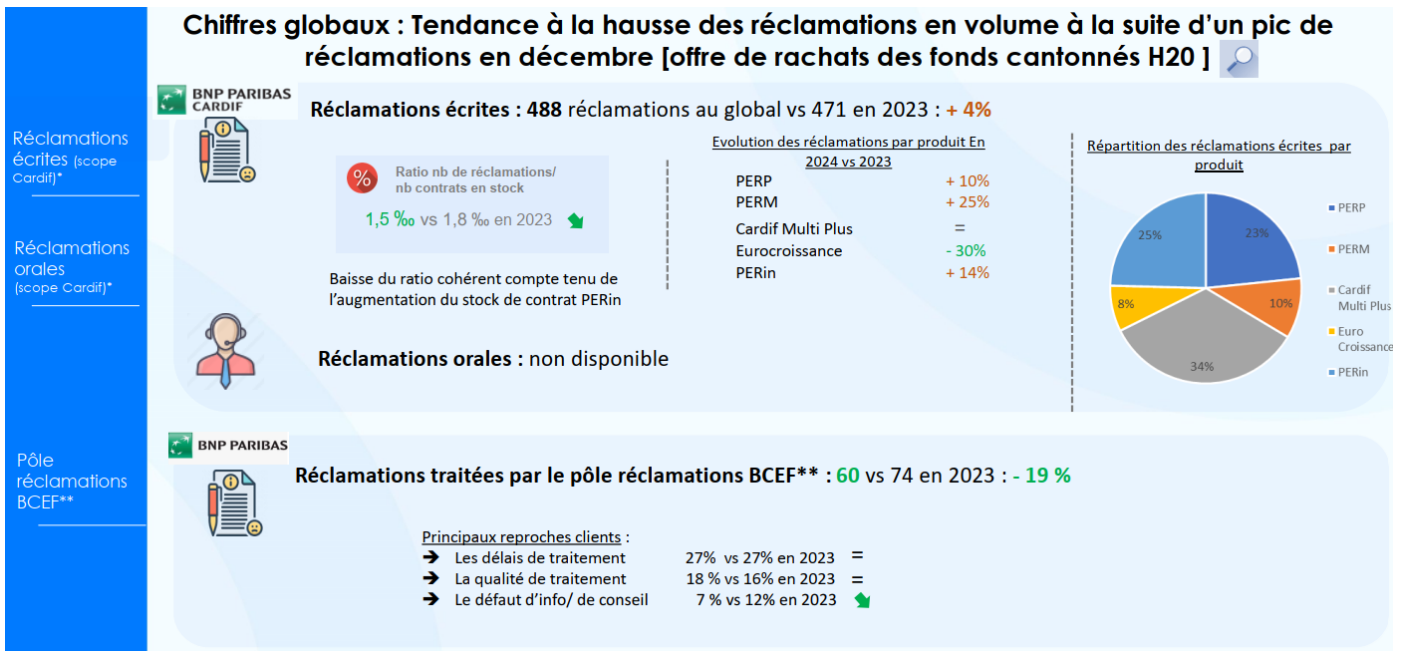 Chiffres globaux : Tendance à la hausse des réclamations en volume à la suite d’un pic de
réclamations en décembre [offre de rachats des fonds cantonnés H20 ]
BNP PARIBAS
CARDIF
Réclamations écrites : 488 réclamations au global vs 471 en 2023 : + 4%
Réclamations
écrites (scope
Cardif)*
Réclamations
orales
(scope Cardif)*
%
Ratio nb de réclamations/
nb contrats en stock
1,5 ‰ vs 1,8 ‰ en 2023
Baisse du ratio cohérent compte tenu de
l’augmentation du stock de contrat PERin
Evolution des réclamations par produit En
2024 vs 2023
PERP + 10%
PERM + 25%
Cardif Multi Plus =
Eurocroissance - 30%
PERin + 14%
Répartition des réclamations écrites par
produit
25%
23%
8%
10%
34%
PERP
PERM
Cardif
Multi Plus
Euro
Croissance
PERin
Réclamations orales : non disponible
Pôle
réclamations
BCEF**
BNP PARIBAS
Réclamations traitées par le pôle réclamations BCEF** : 60 vs 74 en 2023 : - 19 %
Principaux reproches clients :
➔ Les délais de traitement 27% vs 27% en 2023 =
➔ La qualité de traitement 18 % vs 16% en 2023 =
➔ Le défaut d’info/ de conseil 7 % vs 12% en 2023